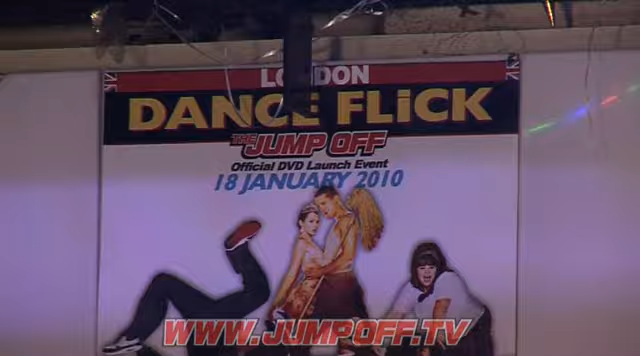 LONDON
DANCE FLiCK
THE JUMP OFF
Official DVD Launch Event
18 JANUARY 2010
WWW.JUMPOFF.TV